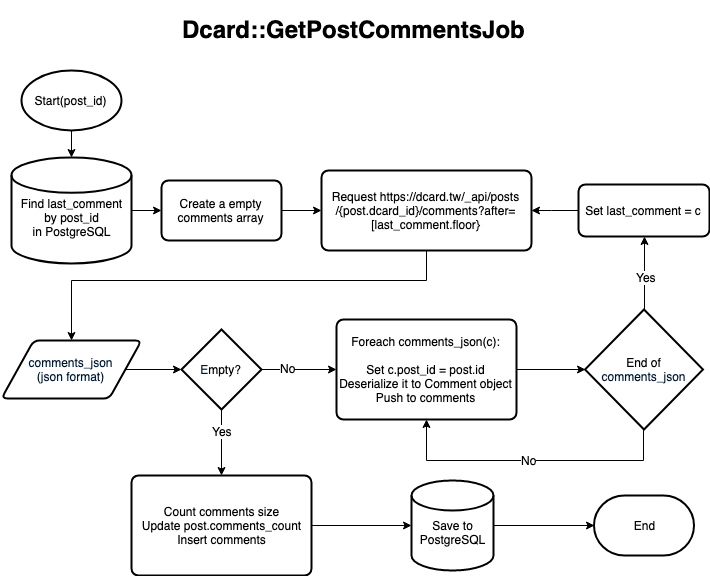 Dcard::GetPostCommentsJob
Start(post_id)
Find last_comment
by post_id
in PostgreSQL
Create a empty
comments array
Request https://dcard.tw/_api/posts
/{post.dcard_id}/comments?after=
[last_comment.floor}
Set last_comment = c
Yes
comments_json
(json format)
Empty?
No
Foreach comments_json(c):
Set c.post_id = post.id
Deserialize it to Comment object
Push to comments
End of
comments_json
Yes
No
Count comments size
Update post.comments_count
Insert comments
Save to
PostgreSQL
End